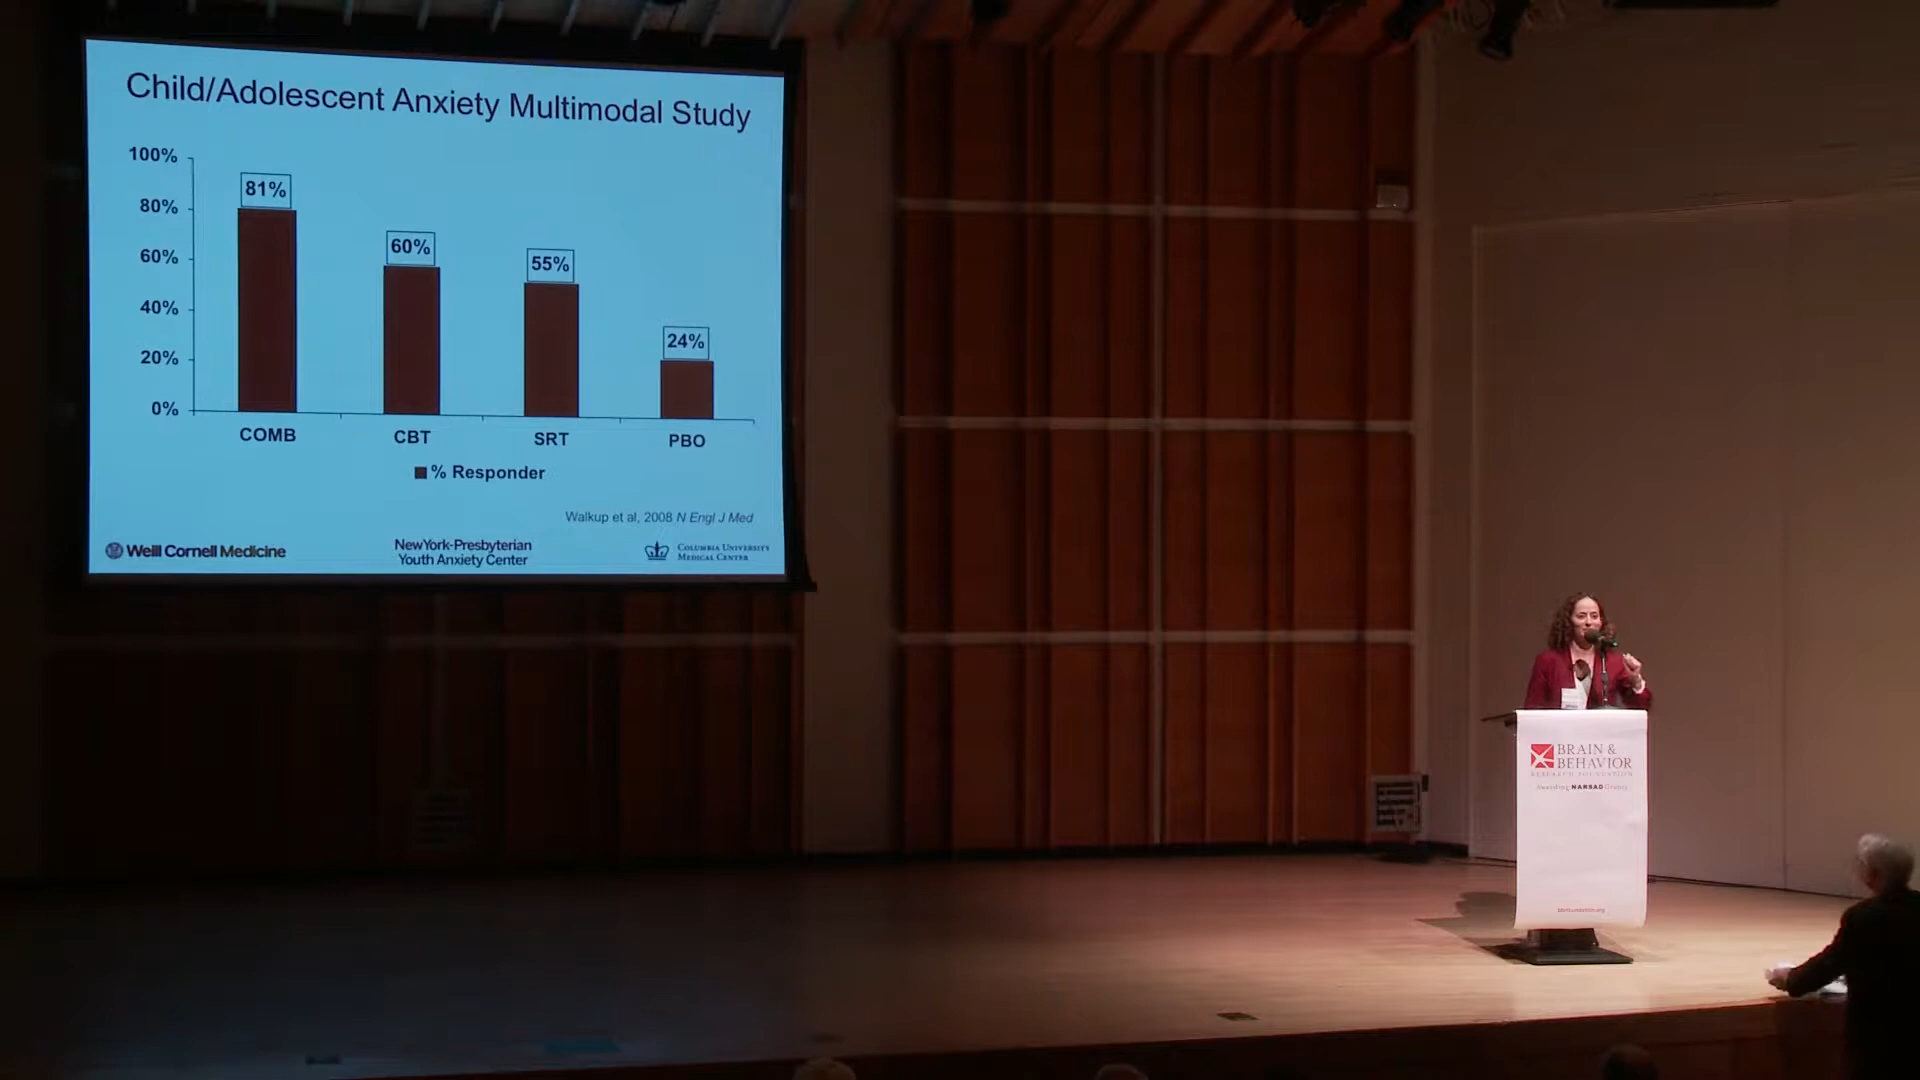 Child/Adolescent Anxiety Multimodal Study
100%
80%
60%
40%
20%
0%
81%
60%
55%
24%
COMB CBT SRT PBO
% Responder
Walkup et al, 2008 N Engl J Med
Weill Cornell Medicine
NewYork-Presbyterian
Youth Anxiety Center
COLUMBIA UNIVERSITY
MEDICAL CENTER
BRAIN &
BEHAVIOR
RESEARCH FOUNDATION
Awarding NARSAD Grants